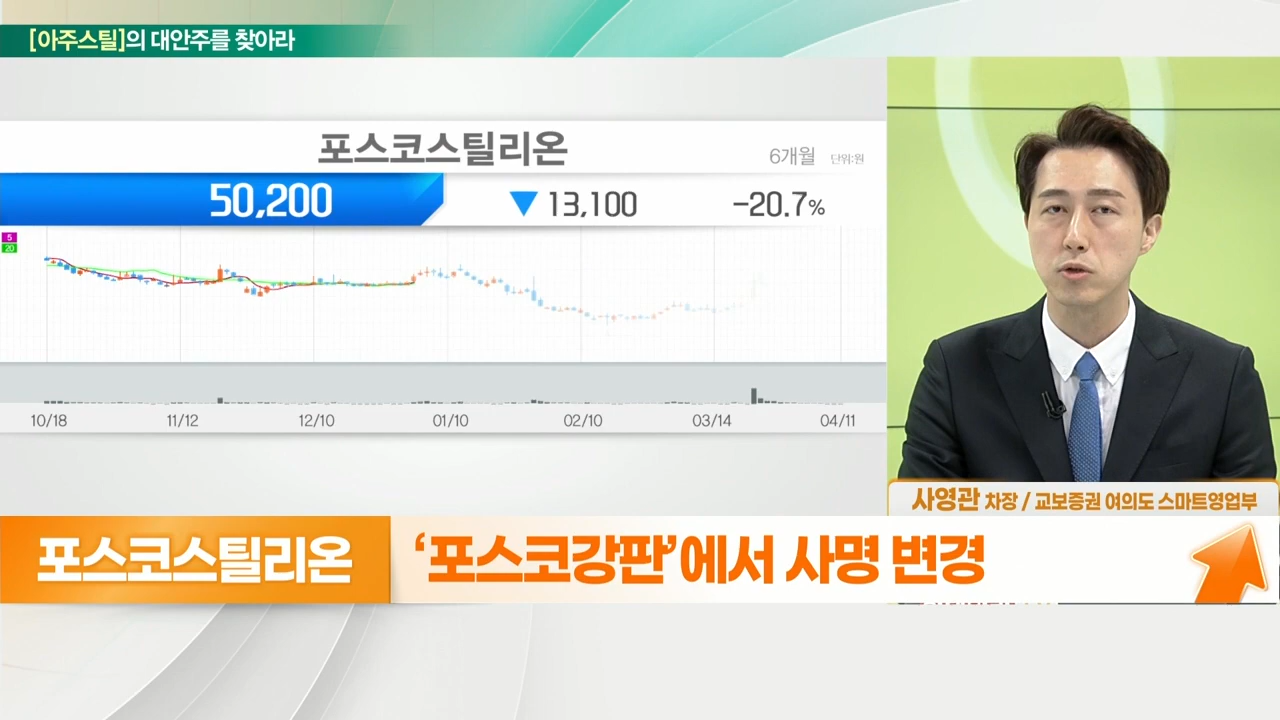 [아주스틸]의 대안주를 찾아라
포스코스틸리온
6개월 단위:원
50,200 ▼ 13,100 -20.7%
5
20
10/18 11/12 12/10 01/10 02/10 03/14 04/11
사영관 차장 / 교보증권 여의도 스마트영업부
포스코스틸리온 ‘포스코강판’에서 사명 변경